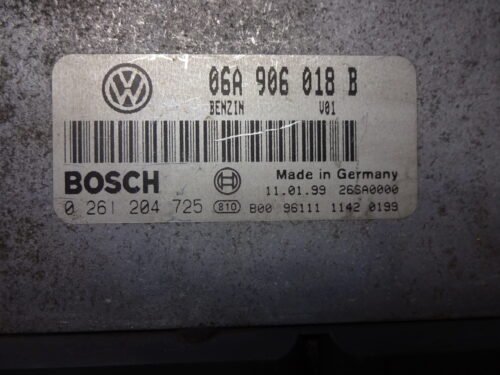 06A 906 018 B
BENZIN V01
BOSCH
Made in Germany
11.01.99 26SA0000
0 261 204 725 810 B00 96111 1142 0199